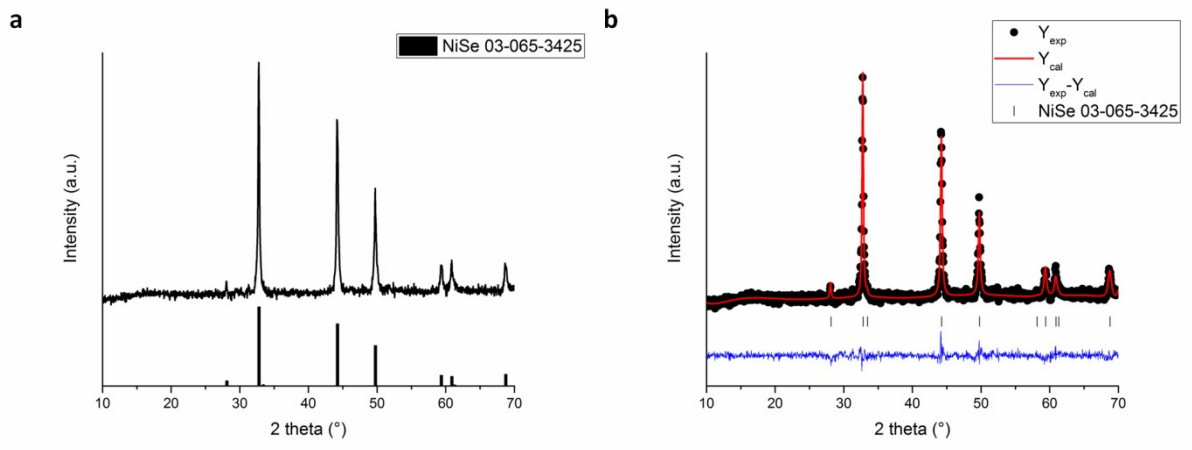 a
NiSe 03-065-3425
Intensity (a.u.)
10 20 30 40 50 60 70
2 theta (°)
b
Yexp
Ycal
Yexp-Ycal
NiSe 03-065-3425
Intensity (a.u.)
10 20 30 40 50 60 70
2 theta (°)